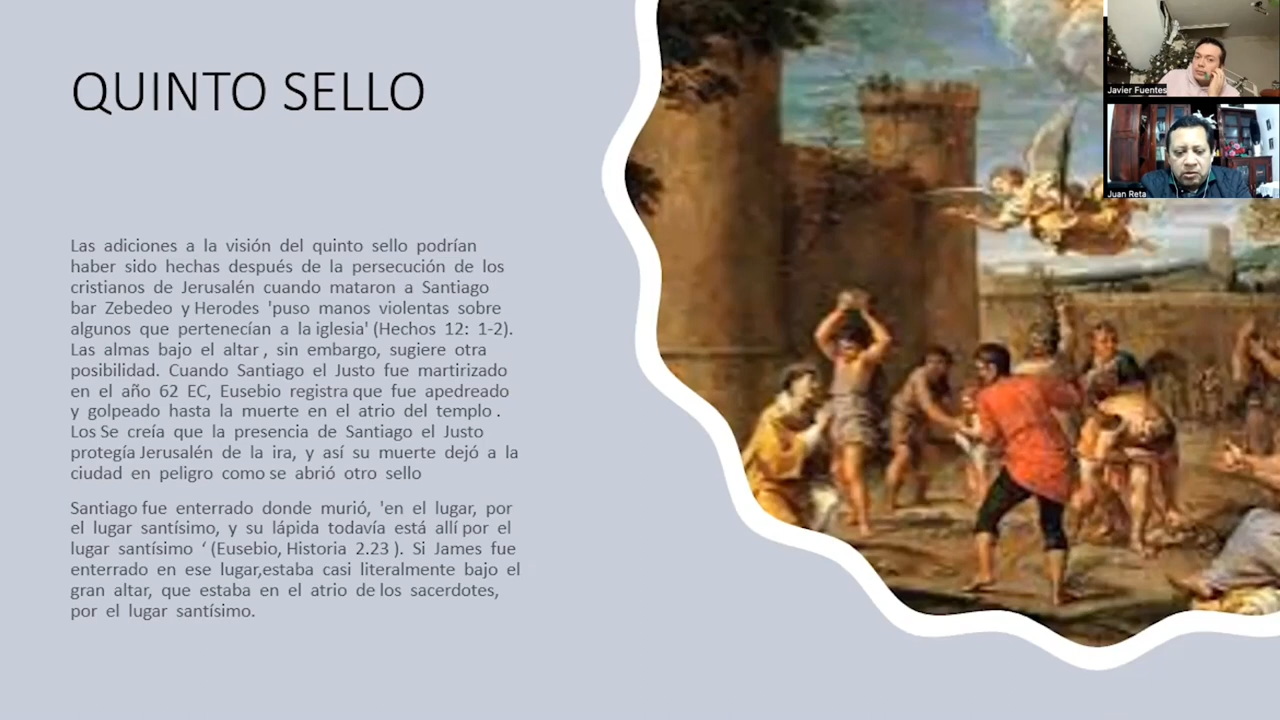 QUINTO SELLO
Las adiciones a la visión del quinto sello podrían
haber sido hechas después de la persecución de los
cristianos de Jerusalén cuando mataron a Santiago
bar Zebedeo y Herodes 'puso manos violentas sobre
algunos que pertenecían a la iglesia' (Hechos 12: 1-2).
Las almas bajo el altar , sin embargo, sugiere otra
posibilidad. Cuando Santiago el Justo fue martirizado
en el año 62 EC, Eusebio registra que fue apedreado
y golpeado hasta la muerte en el atrio del templo .
Los Se creía que la presencia de Santiago el Justo
protegía Jerusalén de la ira, y así su muerte dejó a la
ciudad en peligro como se abrió otro sello
Santiago fue enterrado donde murió, 'en el lugar, por
el lugar santísimo, y su lápida todavía está allí por el
lugar santísimo ‘ (Eusebio, Historia 2.23 ). Si James fue
enterrado en ese lugar,estaba casi literalmente bajo el
gran altar, que estaba en el atrio de los sacerdotes,
por el lugar santísimo.
Javier Fuentes
Juan Reta